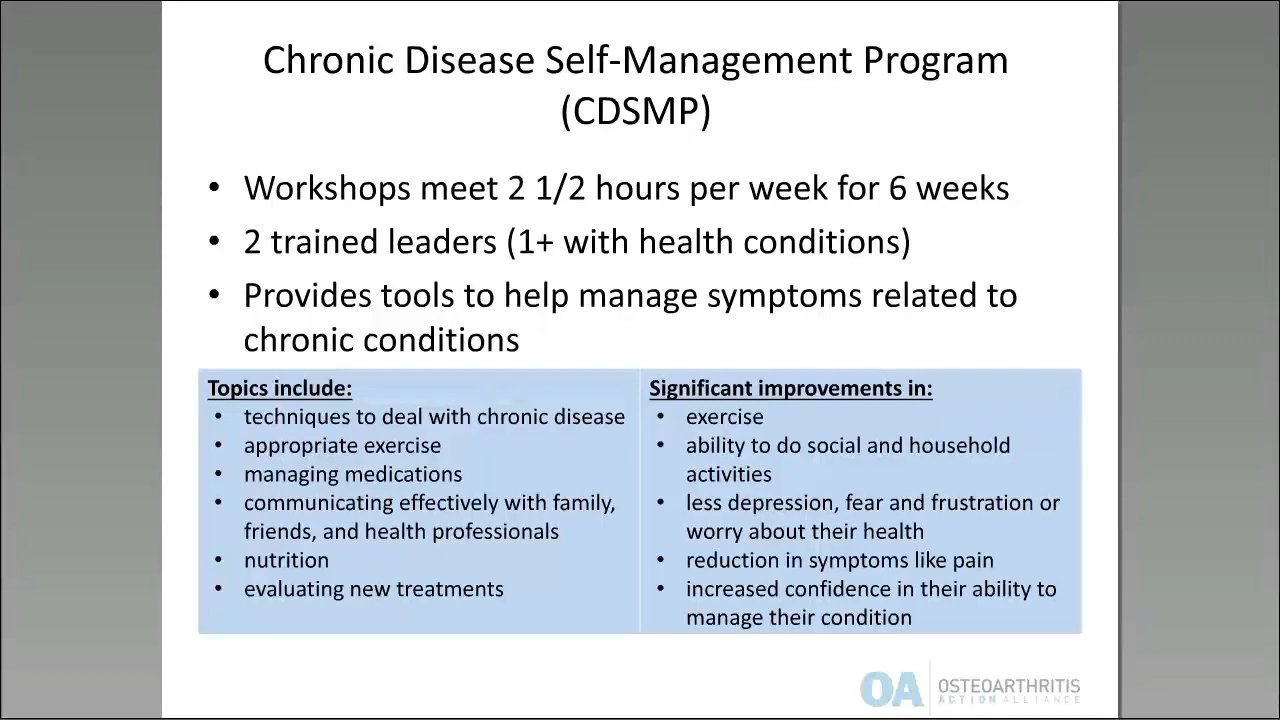 Chronic Disease Self-Management Program
(CDSMP)
• Workshops meet 2 1/2 hours per week for 6 weeks
• 2 trained leaders (1+ with health conditions)
• Provides tools to help manage symptoms related to
chronic conditions
Topics include:
• techniques to deal with chronic disease
• appropriate exercise
• managing medications
• communicating effectively with family,
friends, and health professionals
• nutrition
• evaluating new treatments
Significant improvements in:
• exercise
• ability to do social and household
activities
• less depression, fear and frustration or
worry about their health
• reduction in symptoms like pain
• increased confidence in their ability to
manage their condition
OA
OSTEOARTHRITIS
ACTION ALLIANCE